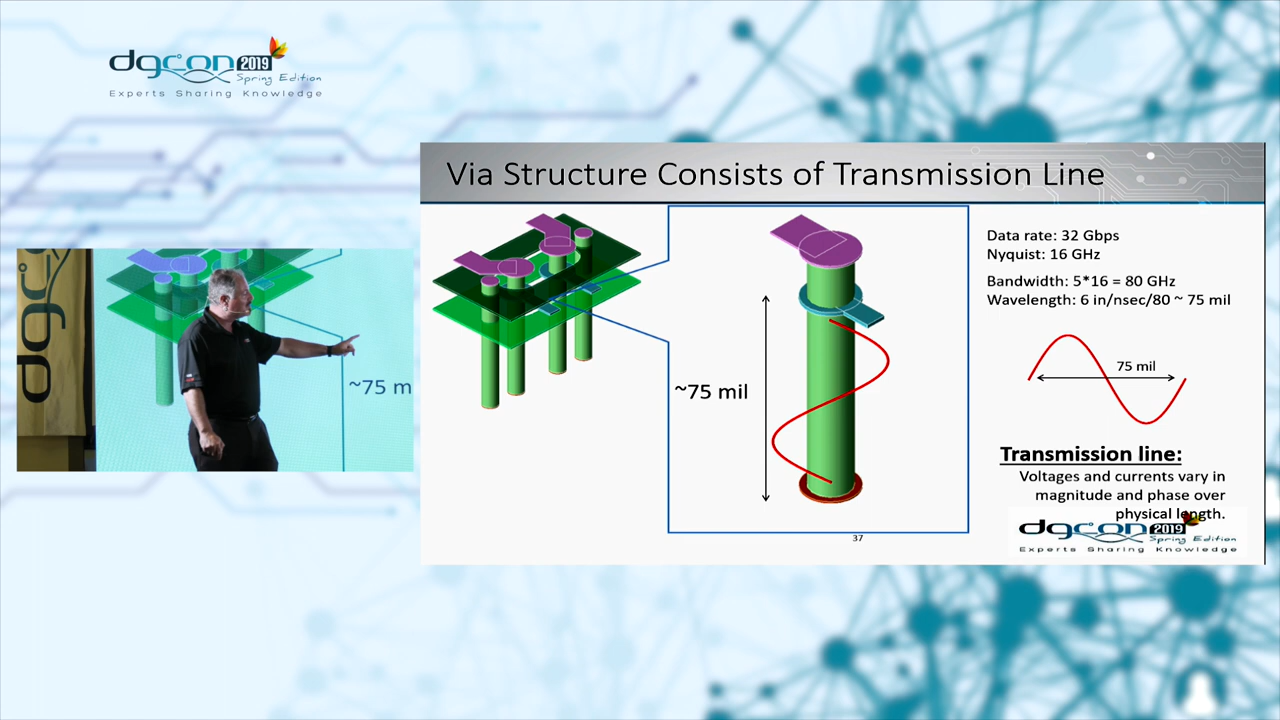 dgcon 2019
Spring Edition
Experts Sharing Knowledge
Via Structure Consists of Transmission Line
Data rate: 32 Gbps
Nyquist: 16 GHz
Bandwidth: 5*16 = 80 GHz
Wavelength: 6 in/nsec/80 ~ 75 mil
75 mil
~75 mil
Transmission line:
Voltages and currents vary in
magnitude and phase over
physical length.
dgcon 2019
Spring Edition
Experts Sharing Knowledge
37
dgc
~75 m